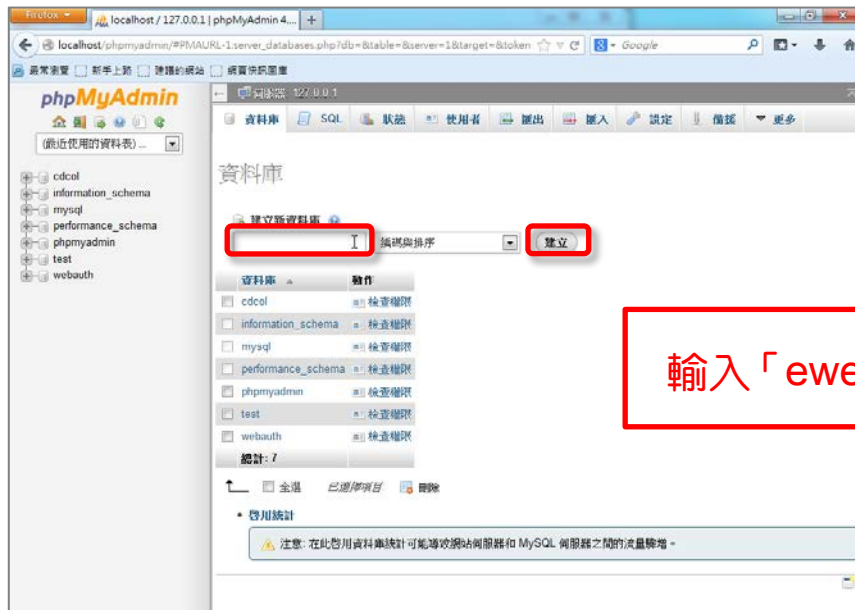 Firefox
localhost / 127.0.0.1 | phpMyAdmin 4....
localhost/phpmyadmin/#PMAURL-1:server_databases.php?db=&table=&server=1&target=&token
Google
最常瀏覽 新手上路 建議的網站 網頁快訊圖庫
phpMyAdmin
(最近使用的資料表) ...
cdcol
information_schema
mysql
performance_schema
phpmyadmin
test
webauth
伺服器: 127.0.0.1
資料庫 SQL 狀態 使用者 匯出 匯入 設定 備援 更多
資料庫
建立新資料庫
編碼與排序 建立
資料庫 動作
cdcol 檢查權限
information_schema 檢查權限
mysql 檢查權限
performance_schema 檢查權限
phpmyadmin 檢查權限
test 檢查權限
webauth 檢查權限
總計: 7
全選 已選擇項目 刪除
啓用統計
注意: 在此啓用資料庫統計可能導致網站伺服器和 MySQL 伺服器之間的流量驟增。
輸入「ewe